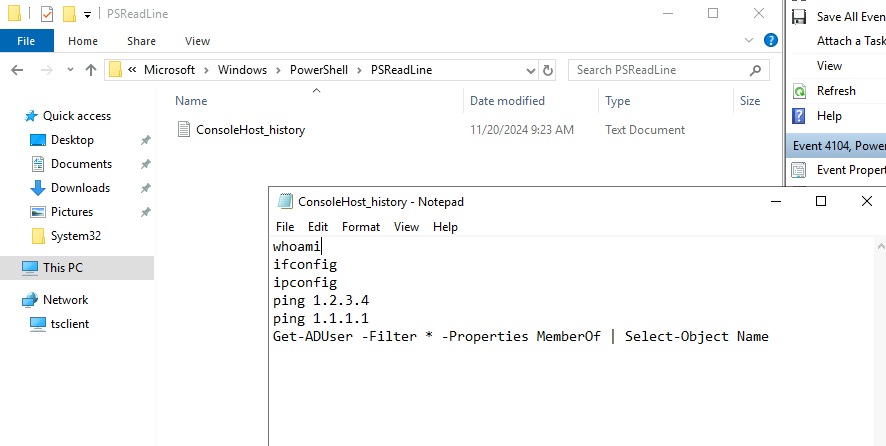 PSReadLine
File Home Share View
« Microsoft > Windows > PowerShell > PSReadLine
Search PSReadLine
Name Date modified Type Size
ConsoleHost_history 11/20/2024 9:23 AM Text Document
Quick access
Desktop
Documents
Downloads
Pictures
System32
This PC
Network
tsclient
ConsoleHost_history - Notepad
File Edit Format View Help
whoami
ifconfig
ipconfig
ping 1.2.3.4
ping 1.1.1.1
Get-ADUser -Filter * -Properties MemberOf | Select-Object Name
Save All Even
Attach a Task
View
Refresh
Help
Event 4104, Power
Event Propert